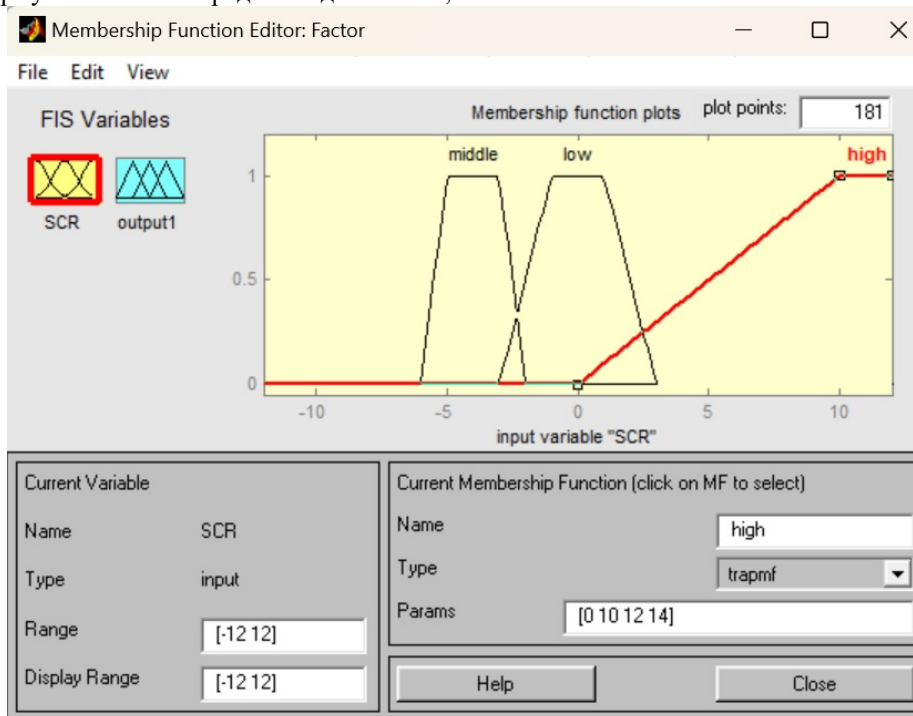 Membership Function Editor: Factor
File Edit View
FIS Variables
SCR
output1
Membership function plots
plot points:
181
middle
low
high
1
0.5
0
-10
-5
0
5
10
input variable "SCR"
Current Variable
Name SCR
Type input
Range [-12 12]
Display Range [-12 12]
Current Membership Function (click on MF to select)
Name high
Type trapmf
Params [0 10 12 14]
Help
Close